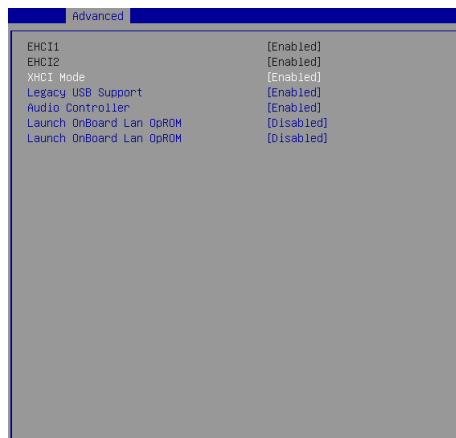 Advanced
EHCI1 [Enabled]
EHCI2 [Enabled]
XHCI Mode [Enabled]
Legacy USB Support [Enabled]
Audio Controller [Enabled]
Launch OnBoard Lan OpROM [Disabled]
Launch OnBoard Lan OpROM [Disabled]